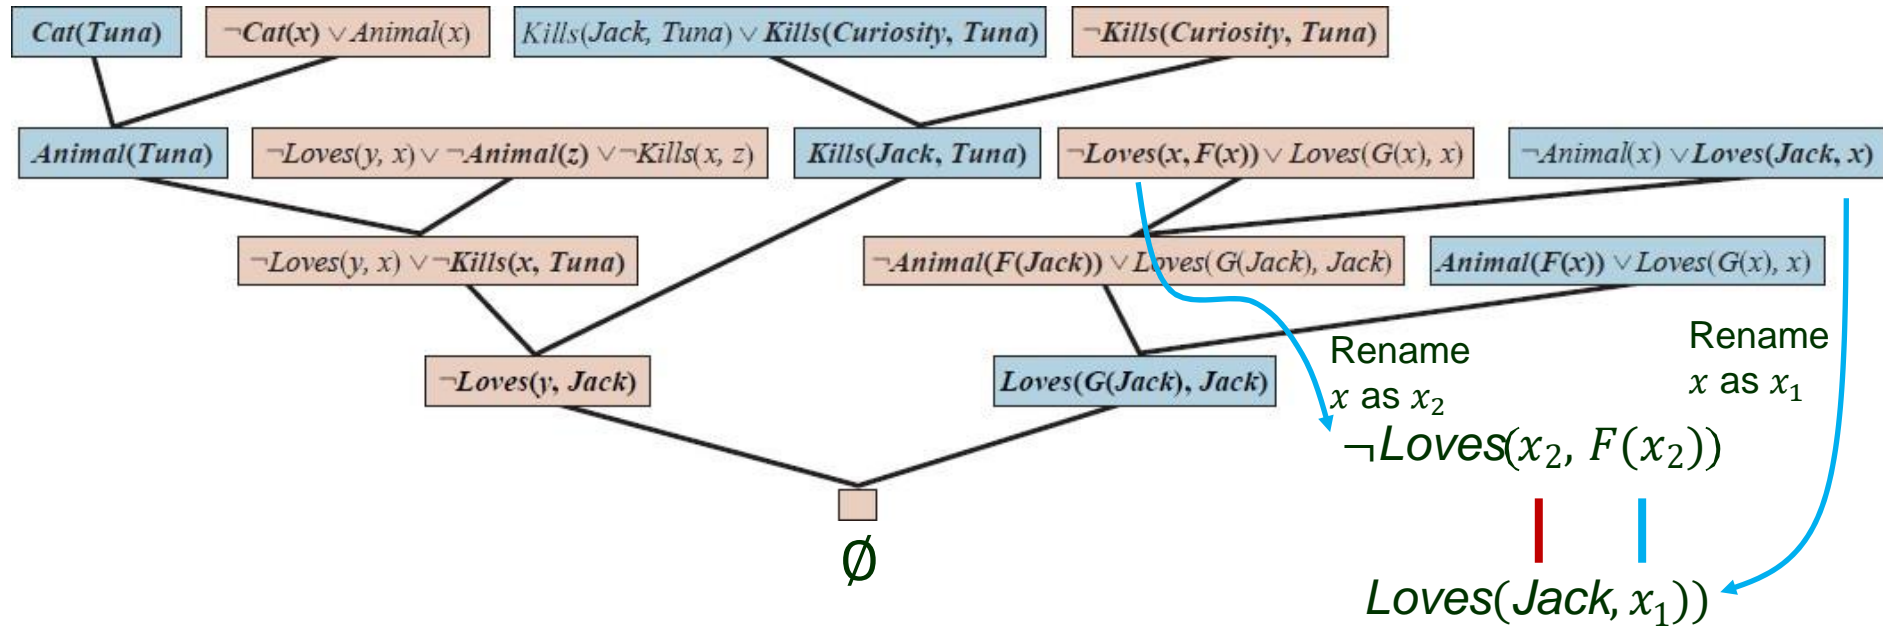 Cat(Tuna)
¬Cat(x) ∨ Animal(x)
Kills(Jack, Tuna) ∨ Kills(Curiosity, Tuna)
¬Kills(Curiosity, Tuna)
Animal(Tuna)
¬Loves(y, x) ∨ ¬Animal(z) ∨ ¬Kills(x, z)
Kills(Jack, Tuna)
¬Loves(x, F(x)) ∨ Loves(G(x), x)
¬Animal(x) ∨ Loves(Jack, x)
¬Loves(y, x) ∨ ¬Kills(x, Tuna)
¬Animal(F(Jack)) ∨ Loves(G(Jack), Jack)
Animal(F(x)) ∨ Loves(G(x), x)
¬Loves(y, Jack)
Loves(G(Jack), Jack)
Rename
x as x₂
Rename
x as x₁
¬Loves(x₂, F(x₂))
Loves(Jack, x₁))
∅